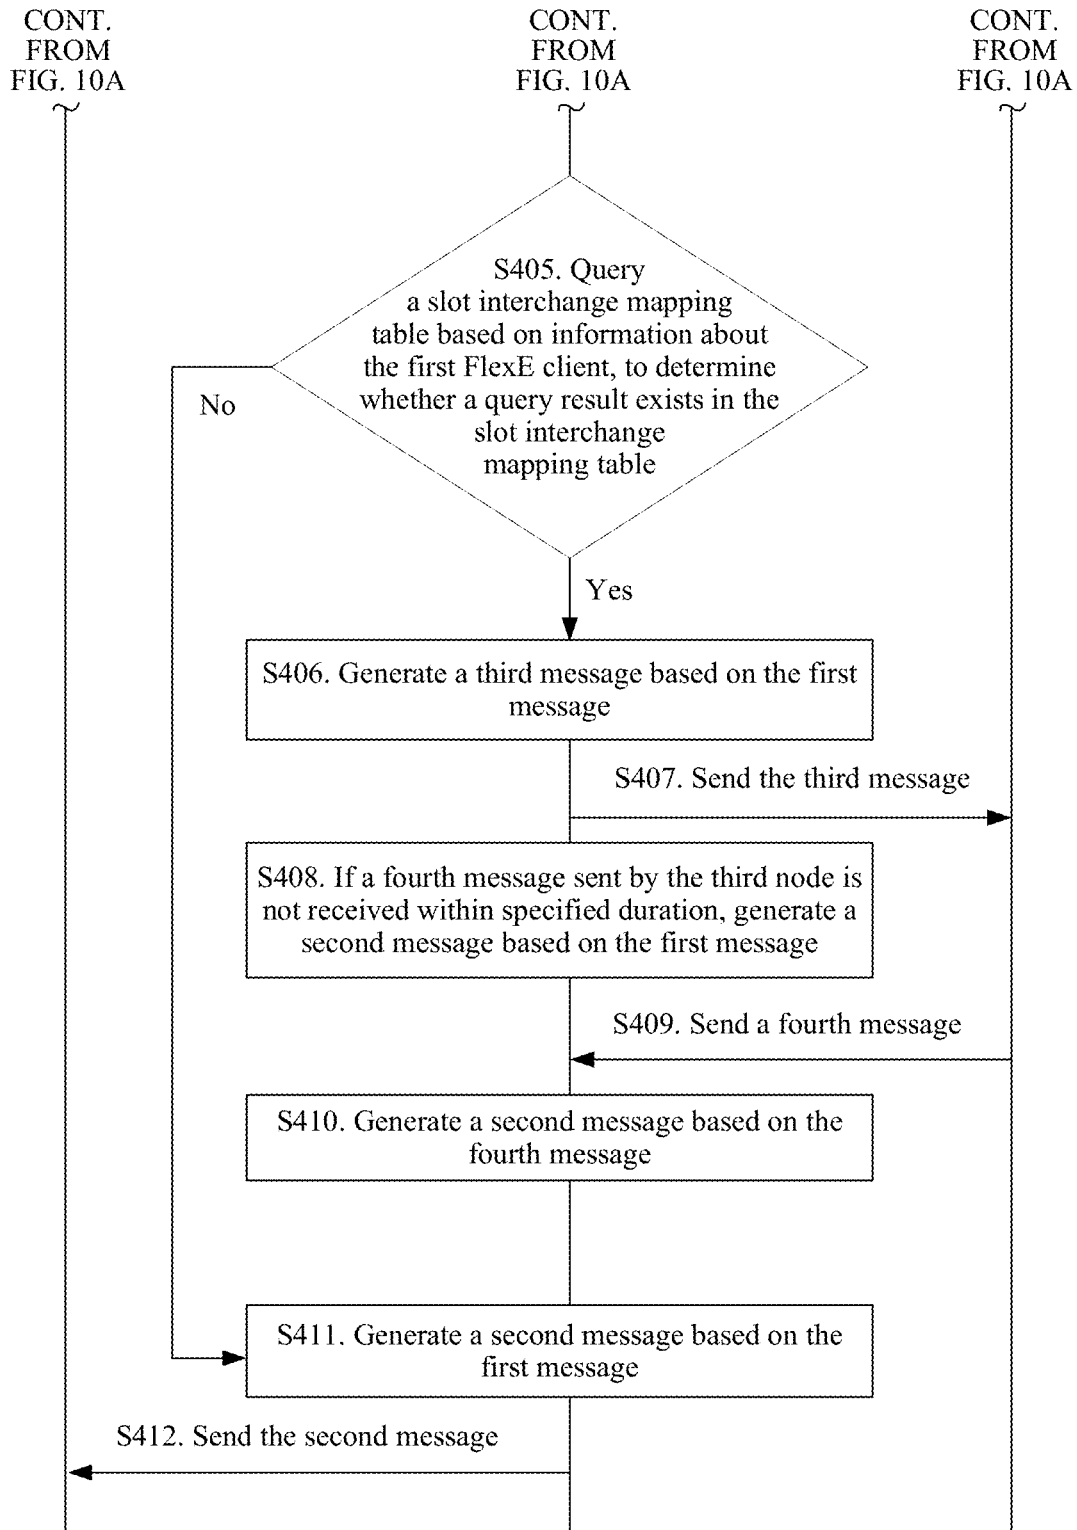 CONT.
FROM
FIG. 10A
CONT.
FROM
FIG. 10A
CONT.
FROM
FIG. 10A
S405. Query
a slot interchange mapping
table based on information about
the first FlexE client, to determine
whether a query result exists in the
slot interchange
mapping table
No
Yes
S406. Generate a third message based on the first
message
S407. Send the third message
S408. If a fourth message sent by the third node is
not received within specified duration, generate a
second message based on the first message
S409. Send a fourth message
S410. Generate a second message based on the
fourth message
S411. Generate a second message based on the
first message
S412. Send the second message